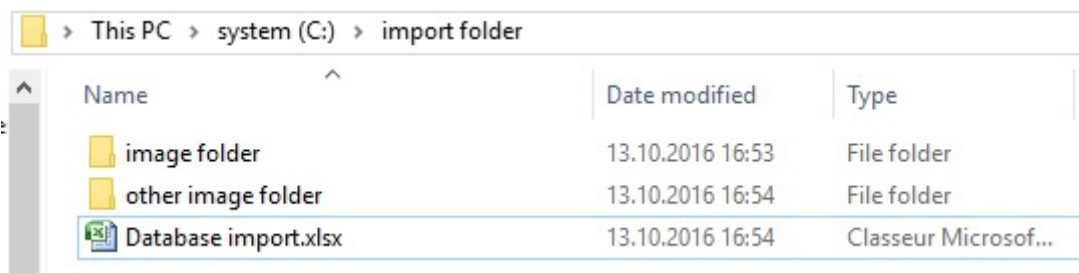 This PC > system (C:) > import folder
Name Date modified Type
image folder 13.10.2016 16:53 File folder
other image folder 13.10.2016 16:54 File folder
Database import.xlsx 13.10.2016 16:54 Classeur Microsof...